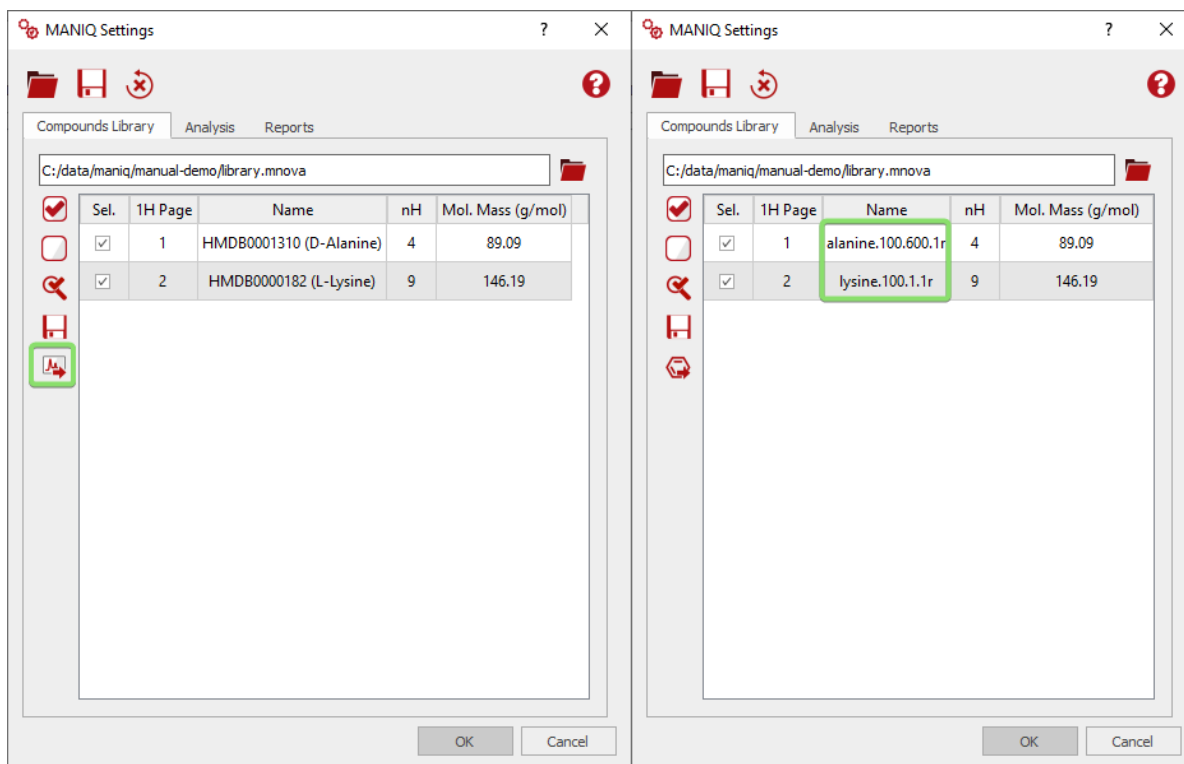 MANIQ Settings
?
Compounds Library Analysis Reports
C:/data/maniq/manual-demo/library.mnova
Sel. 1H Page Name nH Mol. Mass (g/mol)
1 HMDB0001310 (D-Alanine) 4 89.09
2 HMDB0000182 (L-Lysine) 9 146.19
OK Cancel
MANIQ Settings
?
Compounds Library Analysis Reports
C:/data/maniq/manual-demo/library.mnova
Sel. 1H Page Name nH Mol. Mass (g/mol)
1 alanine.100.600.1r 4 89.09
2 lysine.100.1.1r 9 146.19
OK Cancel